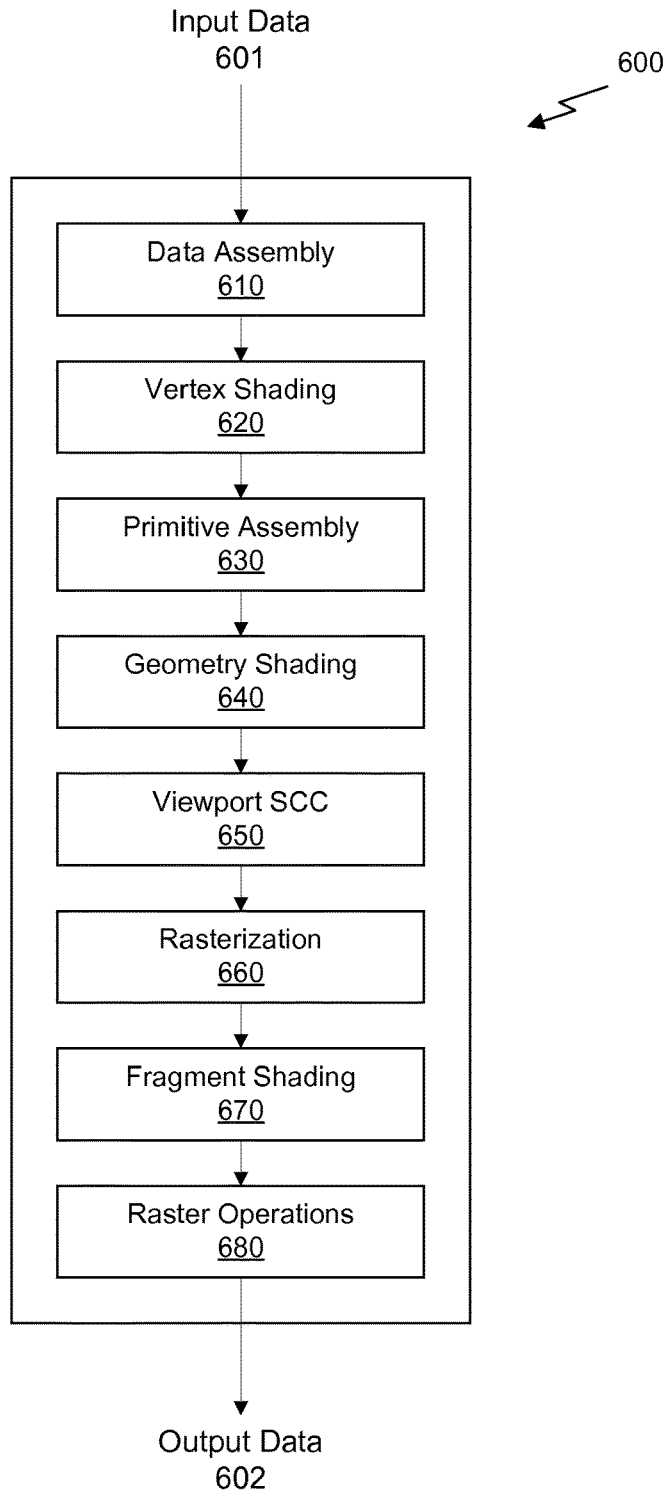 Input Data
601
600
Data Assembly
610
Vertex Shading
620
Primitive Assembly
630
Geometry Shading
640
Viewport SCC
650
Rasterization
660
Fragment Shading
670
Raster Operations
680
Output Data
602